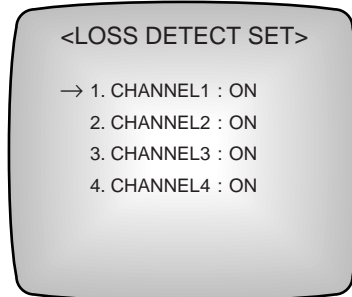 <LOSS DETECT SET>
→ 1. CHANNEL1 : ON
2. CHANNEL2 : ON
3. CHANNEL3 : ON
4. CHANNEL4 : ON